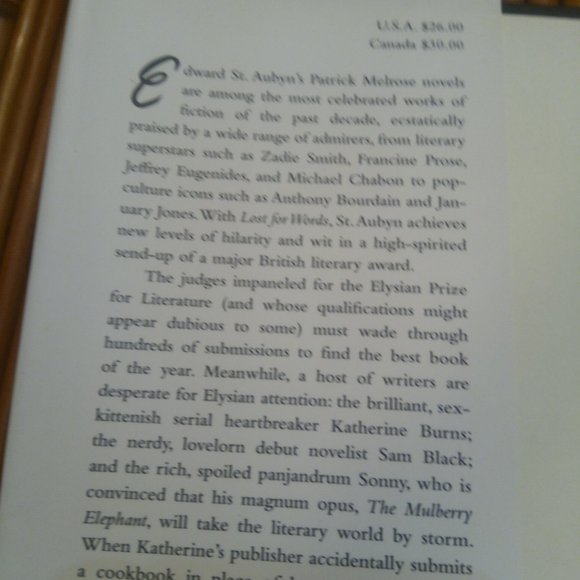 U.S.A. $26.00
Canada $30.00
Edward St. Aubyn's Patrick Melrose novels
are among the most celebrated works of
fiction of the past decade, ecstatically
praised by a wide range of admirers, from literary
superstars such as Zadie Smith, Francine Prose,
Jeffrey Eugenides, and Michael Chabon to pop-
culture icons such as Anthony Bourdain and Jan-
uary Jones. With Lost for Words, St. Aubyn achieves
new levels of hilarity and wit in a high-spirited
send-up of a major British literary award.
The judges impaneled for the Elysian Prize
for Literature (and whose qualifications might
appear dubious to some) must wade through
hundreds of submissions to find the best book
of the year. Meanwhile, a host of writers are
desperate for Elysian attention: the brilliant, sex-
kittenish serial heartbreaker Katherine Burns;
the nerdy, lovelorn debut novelist Sam Black;
and the rich, spoiled panjandrum Sonny, who is
convinced that his magnum opus, The Mulberry
Elephant, will take the literary world by storm.
When Katherine's publisher accidentally submits
a cookbook in place of